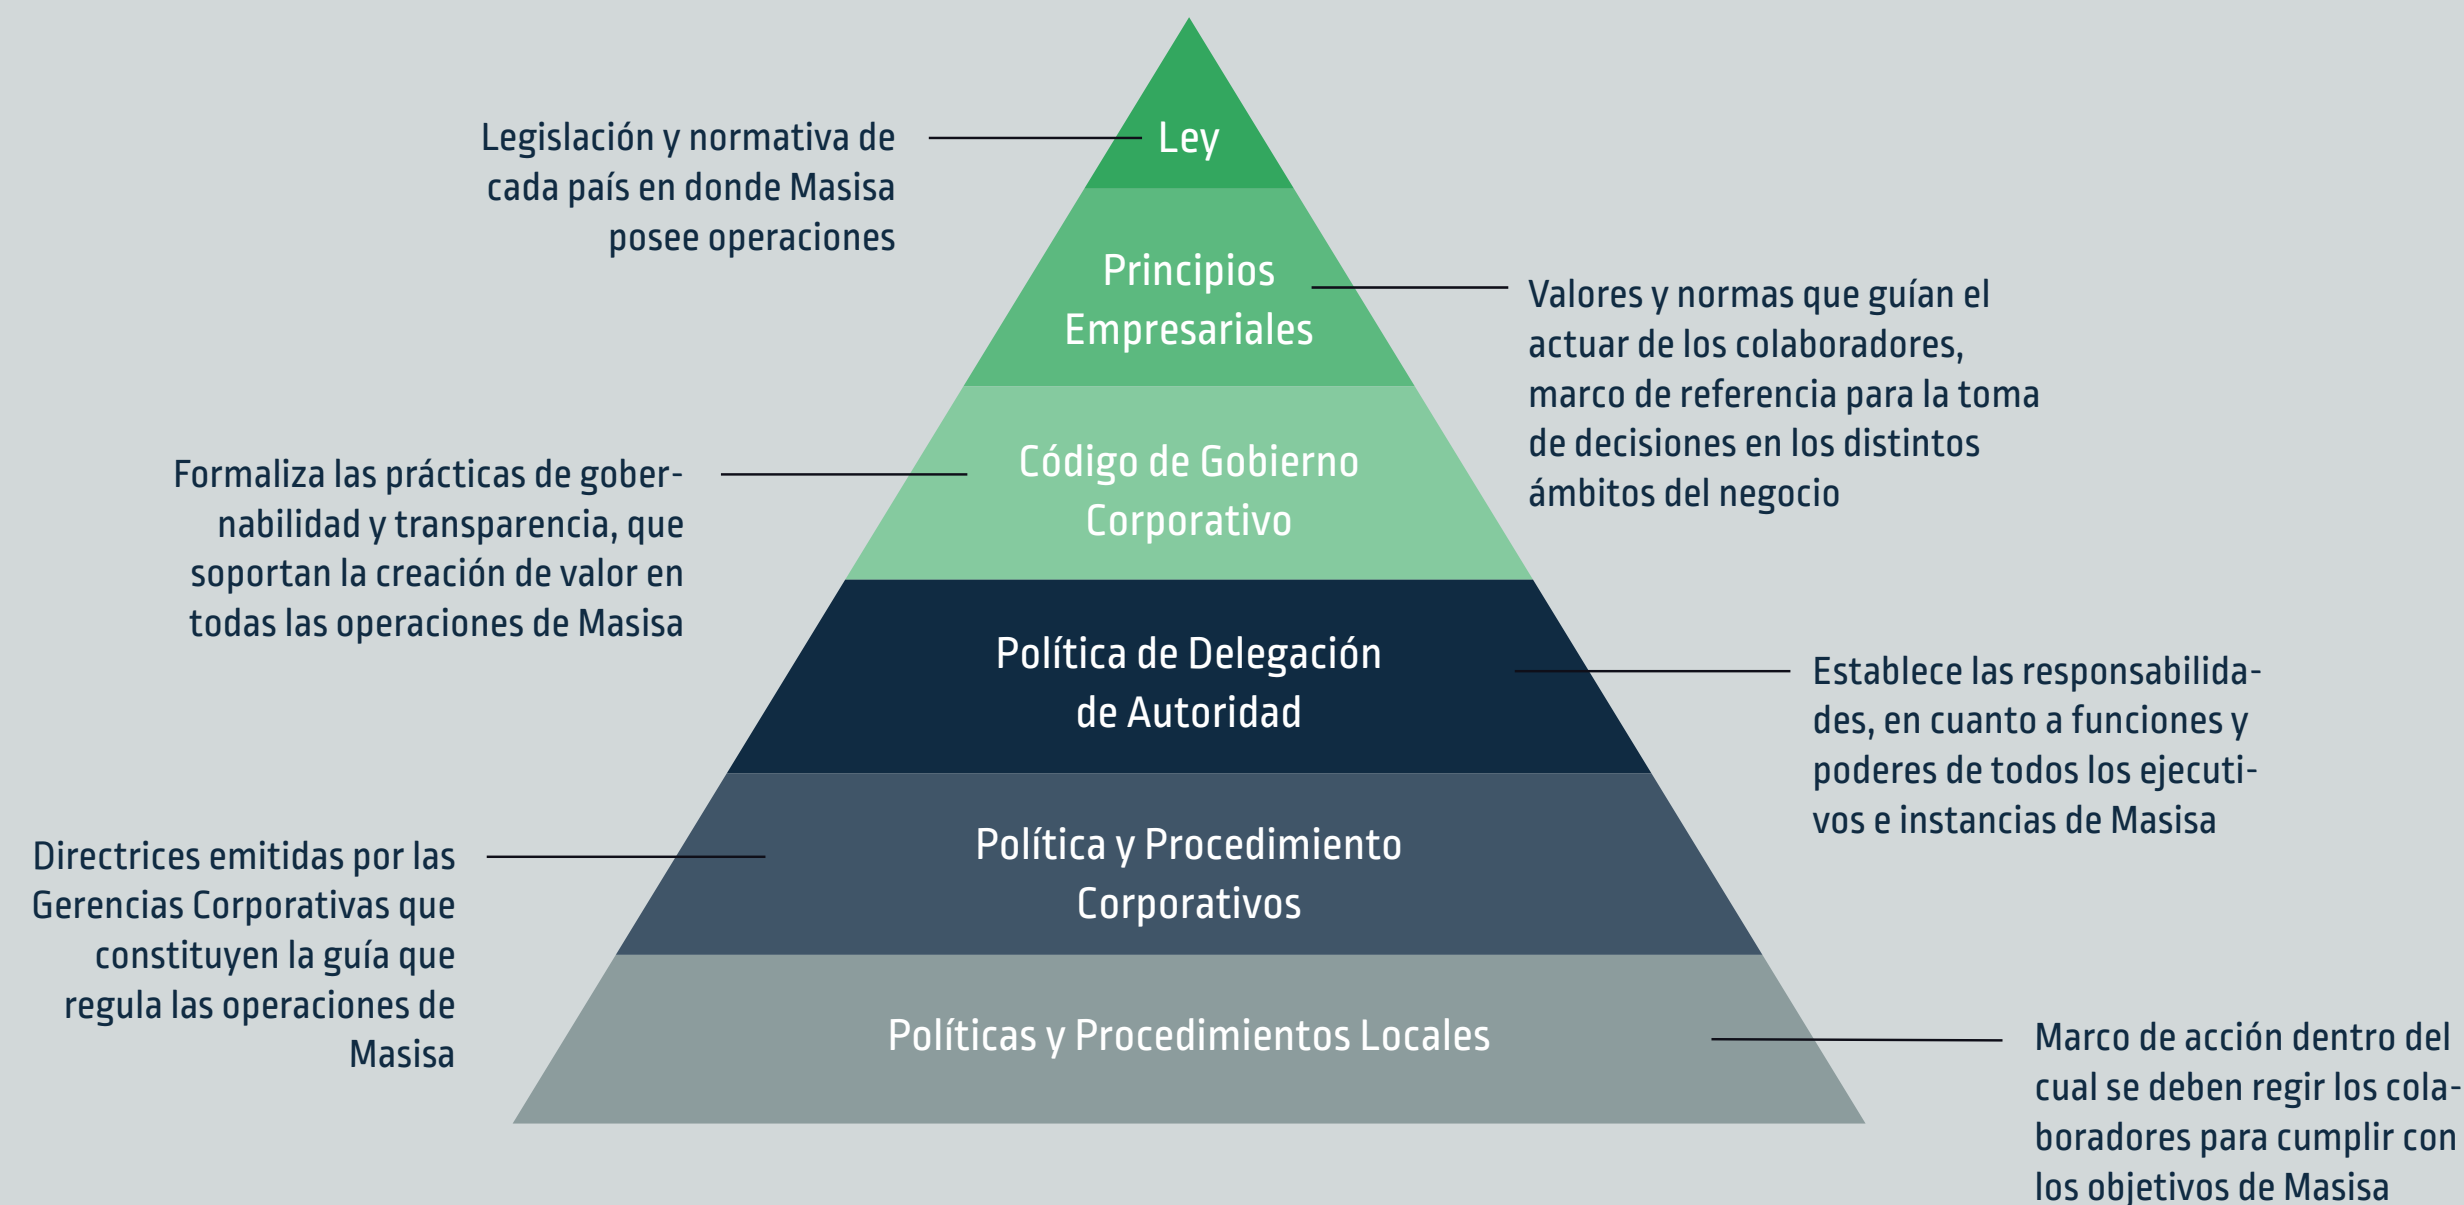 Ley
Legislación y normativa de
cada país en donde Masisa
posee operaciones
Principios
Empresariales
Valores y normas que guían el
actuar de los colaboradores,
marco de referencia para la toma
de decisiones en los distintos
ámbitos del negocio
Código de Gobierno
Corporativo
Formaliza las prácticas de gober-
nabilidad y transparencia, que
soportan la creación de valor en
todas las operaciones de Masisa
Política de Delegación
de Autoridad
Establece las responsabilida-
des, en cuanto a funciones y
poderes de todos los ejecuti-
vos e instancias de Masisa
Política y Procedimiento
Corporativos
Directrices emitidas por las
Gerencias Corporativas que
constituyen la guía que
regula las operaciones de
Masisa
Políticas y Procedimientos Locales
Marco de acción dentro del
cual se deben regir los cola-
boradores para cumplir con
los objetivos de Masisa